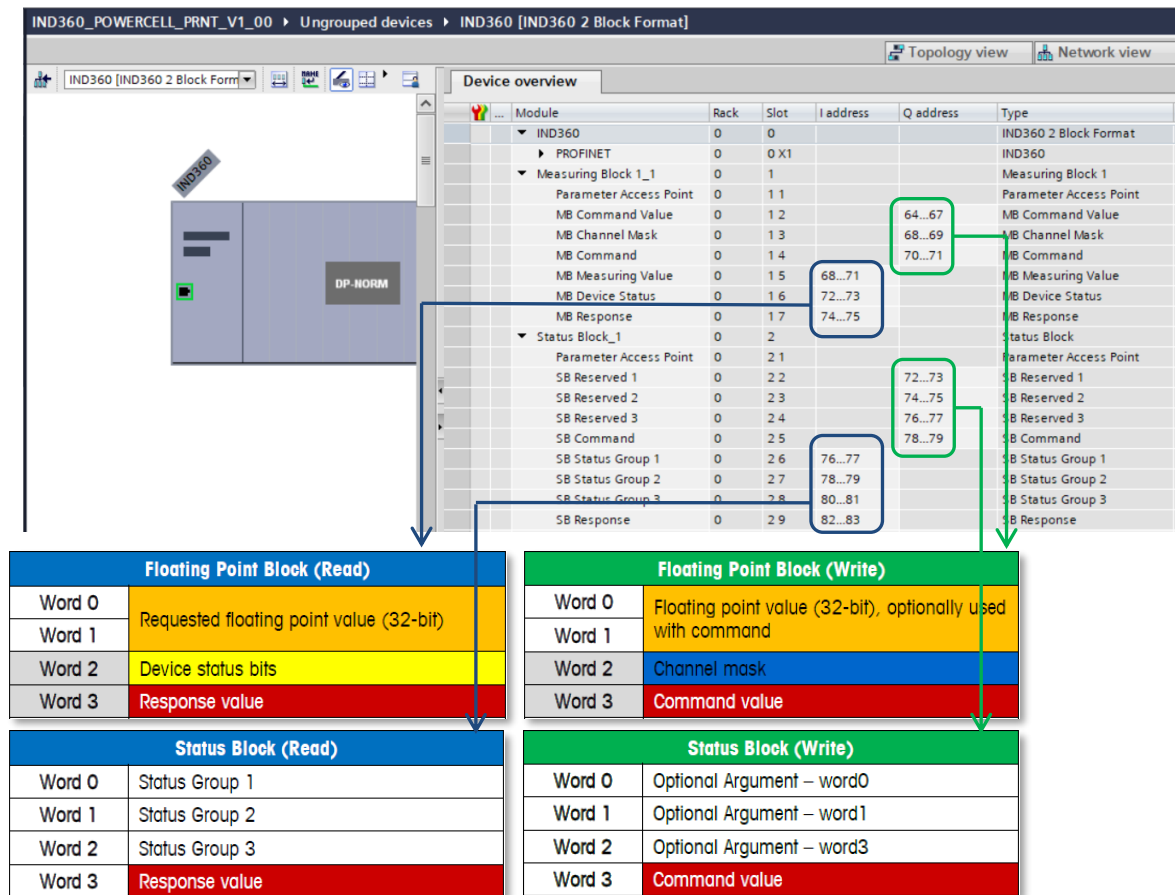 IND360_POWERCELL_PRNT_V1_00 ▸ Ungrouped devices ▸ IND360 [IND360 2 Block Format]
Topology view Network view
IND360 [IND360 2 Block Form
Device overview
... Module Rack Slot I address Q address Type
IND360 0 0 IND360 2 Block Format
PROFINET 0 0 X1 IND360
Measuring Block 1_1 0 1 Measuring Block 1
Parameter Access Point 0 1 1 Parameter Access Point
MB Command Value 0 1 2 64...67 MB Command Value
MB Channel Mask 0 1 3 68...69 MB Channel Mask
MB Command 0 1 4 70...71 MB Command
MB Measuring Value 0 1 5 68...71 MB Measuring Value
MB Device Status 0 1 6 72...73 MB Device Status
MB Response 0 1 7 74...75 MB Response
Status Block_1 0 2 Status Block
Parameter Access Point 0 2 1 Parameter Access Point
SB Reserved 1 0 2 2 72...73 SB Reserved 1
SB Reserved 2 0 2 3 74...75 SB Reserved 2
SB Reserved 3 0 2 4 76...77 SB Reserved 3
SB Command 0 2 5 78...79 SB Command
SB Status Group 1 0 2 6 76...77 SB Status Group 1
SB Status Group 2 0 2 7 78...79 SB Status Group 2
SB Status Group 3 0 2 8 80...81 SB Status Group 3
SB Response 0 2 9 82...83 SB Response
IND360
DP-NORM
Floating Point Block (Read)
Word 0
Word 1
Requested floating point value (32-bit)
Word 2 Device status bits
Word 3 Response value
Floating Point Block (Write)
Word 0
Word 1
Floating point value (32-bit), optionally used
with command
Word 2 Channel mask
Word 3 Command value
Status Block (Read)
Word 0 Status Group 1
Word 1 Status Group 2
Word 2 Status Group 3
Word 3 Response value
Status Block (Write)
Word 0 Optional Argument – word0
Word 1 Optional Argument – word1
Word 2 Optional Argument – word3
Word 3 Command value